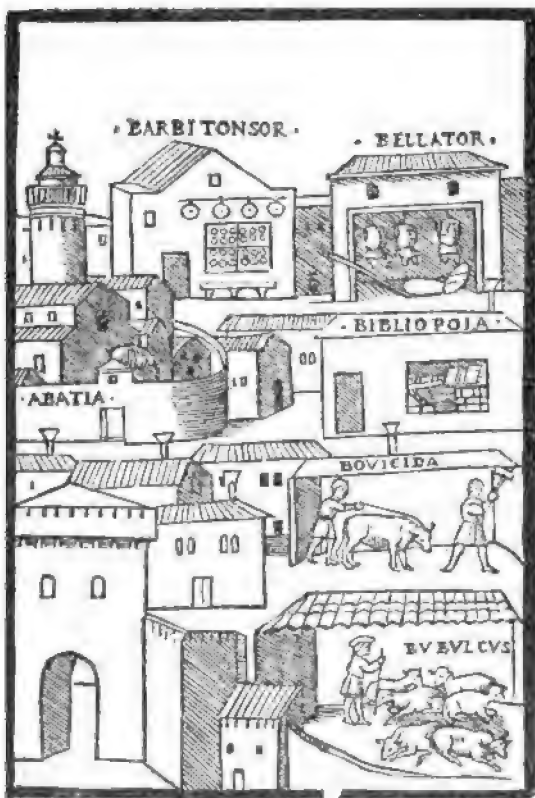 · BARBITONSOR ·
· BELLATOR ·
· BIBLIOPOLA ·
· ABATIA ·
BOVICIDA
BVBVLCVS